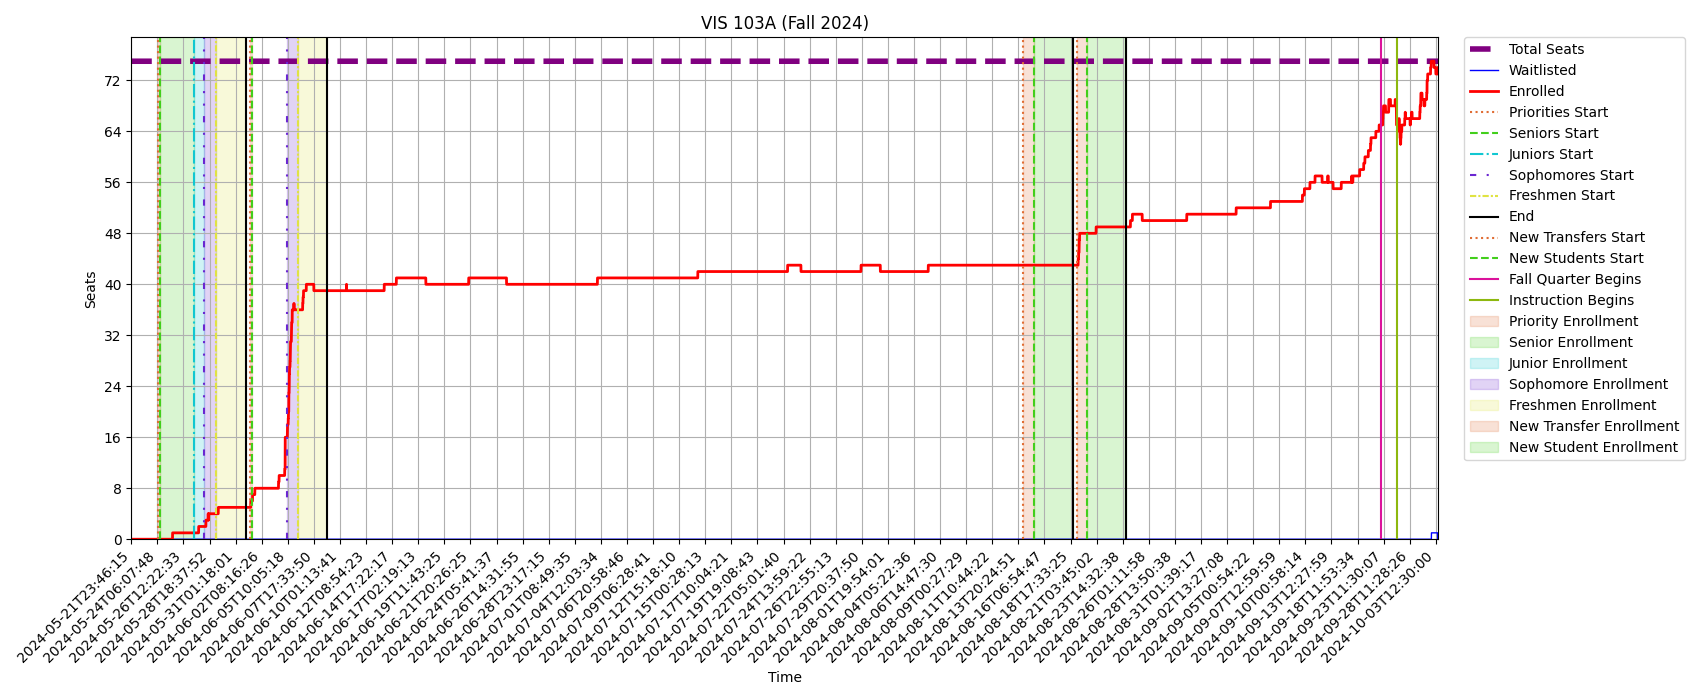 VIS 103A (Fall 2024)
Seats
72
64
56
48
40
32
24
16
8
0
2024-05-21T23:46:15
2024-05-24T06:07:48
2024-05-26T12:22:33
2024-05-28T18:37:52
2024-05-31T01:18:01
2024-06-02T08:16:26
2024-06-05T10:05:18
2024-06-07T17:33:50
2024-06-10T01:13:41
2024-06-12T08:54:23
2024-06-14T17:22:17
2024-06-17T02:19:13
2024-06-19T11:43:25
2024-06-21T20:26:25
2024-06-24T05:41:37
2024-06-26T14:31:55
2024-06-28T23:17:15
2024-07-01T08:49:35
2024-07-04T12:03:34
2024-07-06T20:58:46
2024-07-09T06:28:41
2024-07-12T15:18:10
2024-07-15T00:28:13
2024-07-17T10:04:21
2024-07-19T19:08:43
2024-07-22T05:01:40
2024-07-24T13:59:22
2024-07-26T22:55:13
2024-07-29T20:37:50
2024-08-01T19:54:01
2024-08-04T05:22:36
2024-08-06T14:47:30
2024-08-09T00:27:29
2024-08-11T10:44:22
2024-08-13T20:24:51
2024-08-16T06:54:47
2024-08-18T17:33:25
2024-08-21T03:45:02
2024-08-23T14:32:38
2024-08-26T01:11:58
2024-08-28T13:50:38
2024-08-31T01:39:17
2024-09-02T13:27:08
2024-09-05T00:54:22
2024-09-07T12:59:59
2024-09-10T00:58:14
2024-09-13T12:27:59
2024-09-18T11:53:34
2024-09-23T11:30:07
2024-09-28T11:28:26
2024-10-03T12:30:00
Time
Total Seats
Waitlisted
Enrolled
Priorities Start
Seniors Start
Juniors Start
Sophomores Start
Freshmen Start
End
New Transfers Start
New Students Start
Fall Quarter Begins
Instruction Begins
Priority Enrollment
Senior Enrollment
Junior Enrollment
Sophomore Enrollment
Freshmen Enrollment
New Transfer Enrollment
New Student Enrollment